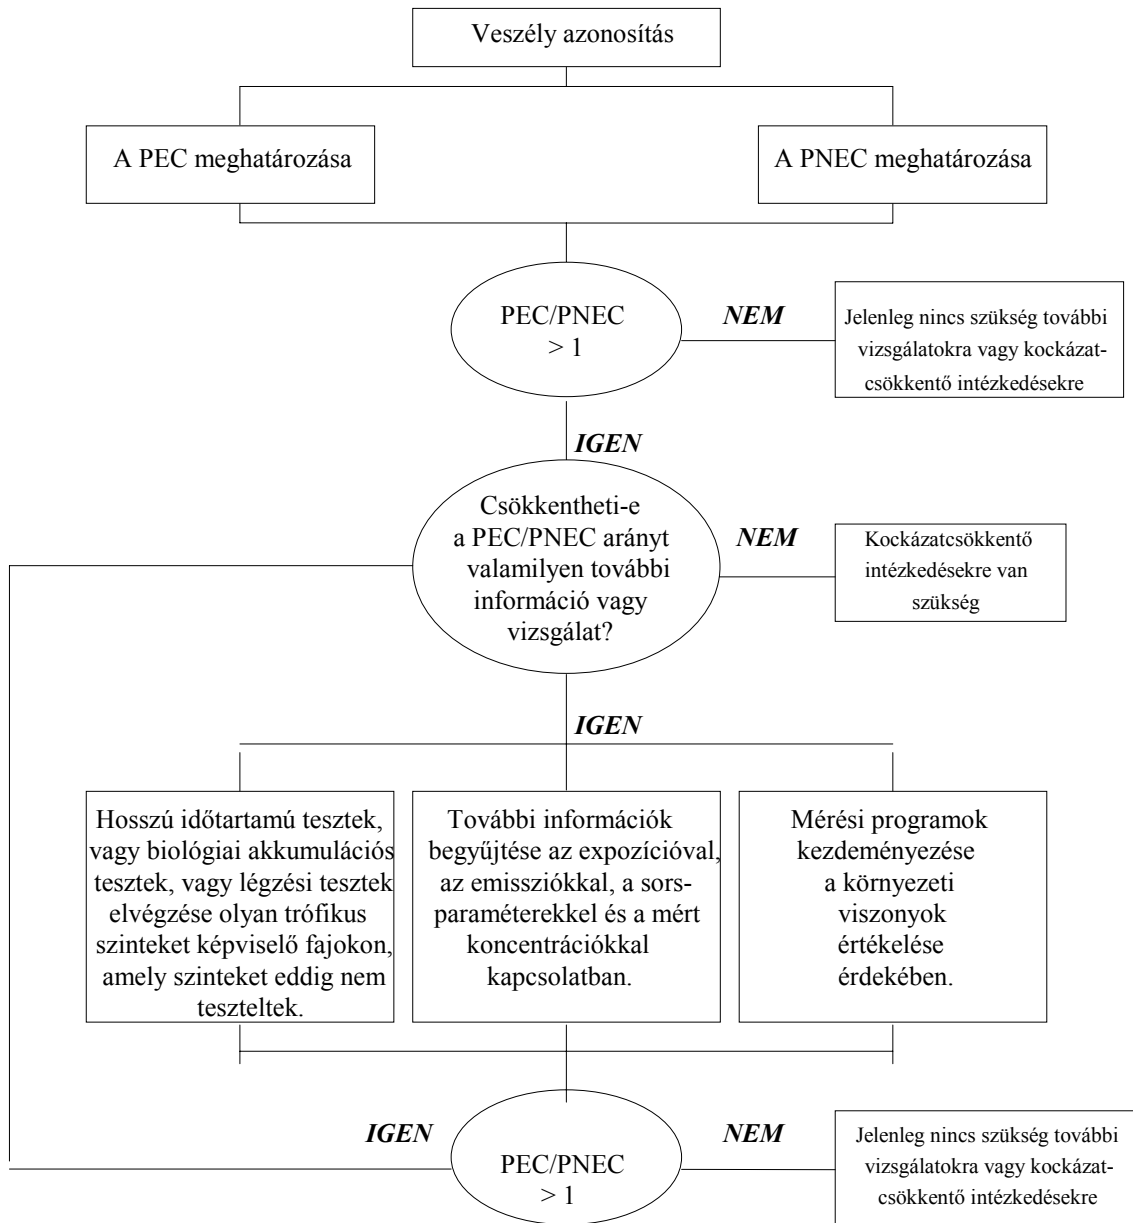 Veszély azonosítás
A PEC meghatározása
A PNEC meghatározása
PEC/PNEC
> 1
NEM
Jelenleg nincs szükség további
vizsgálatokra vagy kockázat-
csökkentő intézkedésekre
IGEN
Csökkentheti-e
a PEC/PNEC arányt
valamilyen további
információ vagy
vizsgálat?
NEM
Kockázatcsökkentő
intézkedésekre van
szükség
IGEN
Hosszú időtartamú tesztek,
vagy biológiai akkumulációs
tesztek, vagy légzési tesztek
elvégzése olyan trófikus
szinteket képviselő fajokon,
amely szinteket eddig nem
teszteltek.
További információk
begyűjtése az expozícióval,
az emissziókkal, a sors-
paraméterekkel és a mért
koncentrációkkal
kapcsolatban.
Mérési programok
kezdeményezése
a környezeti
viszonyok
értékelése
érdekében.
IGEN
PEC/PNEC
> 1
NEM
Jelenleg nincs szükség további
vizsgálatokra vagy kockázat-
csökkentő intézkedésekre